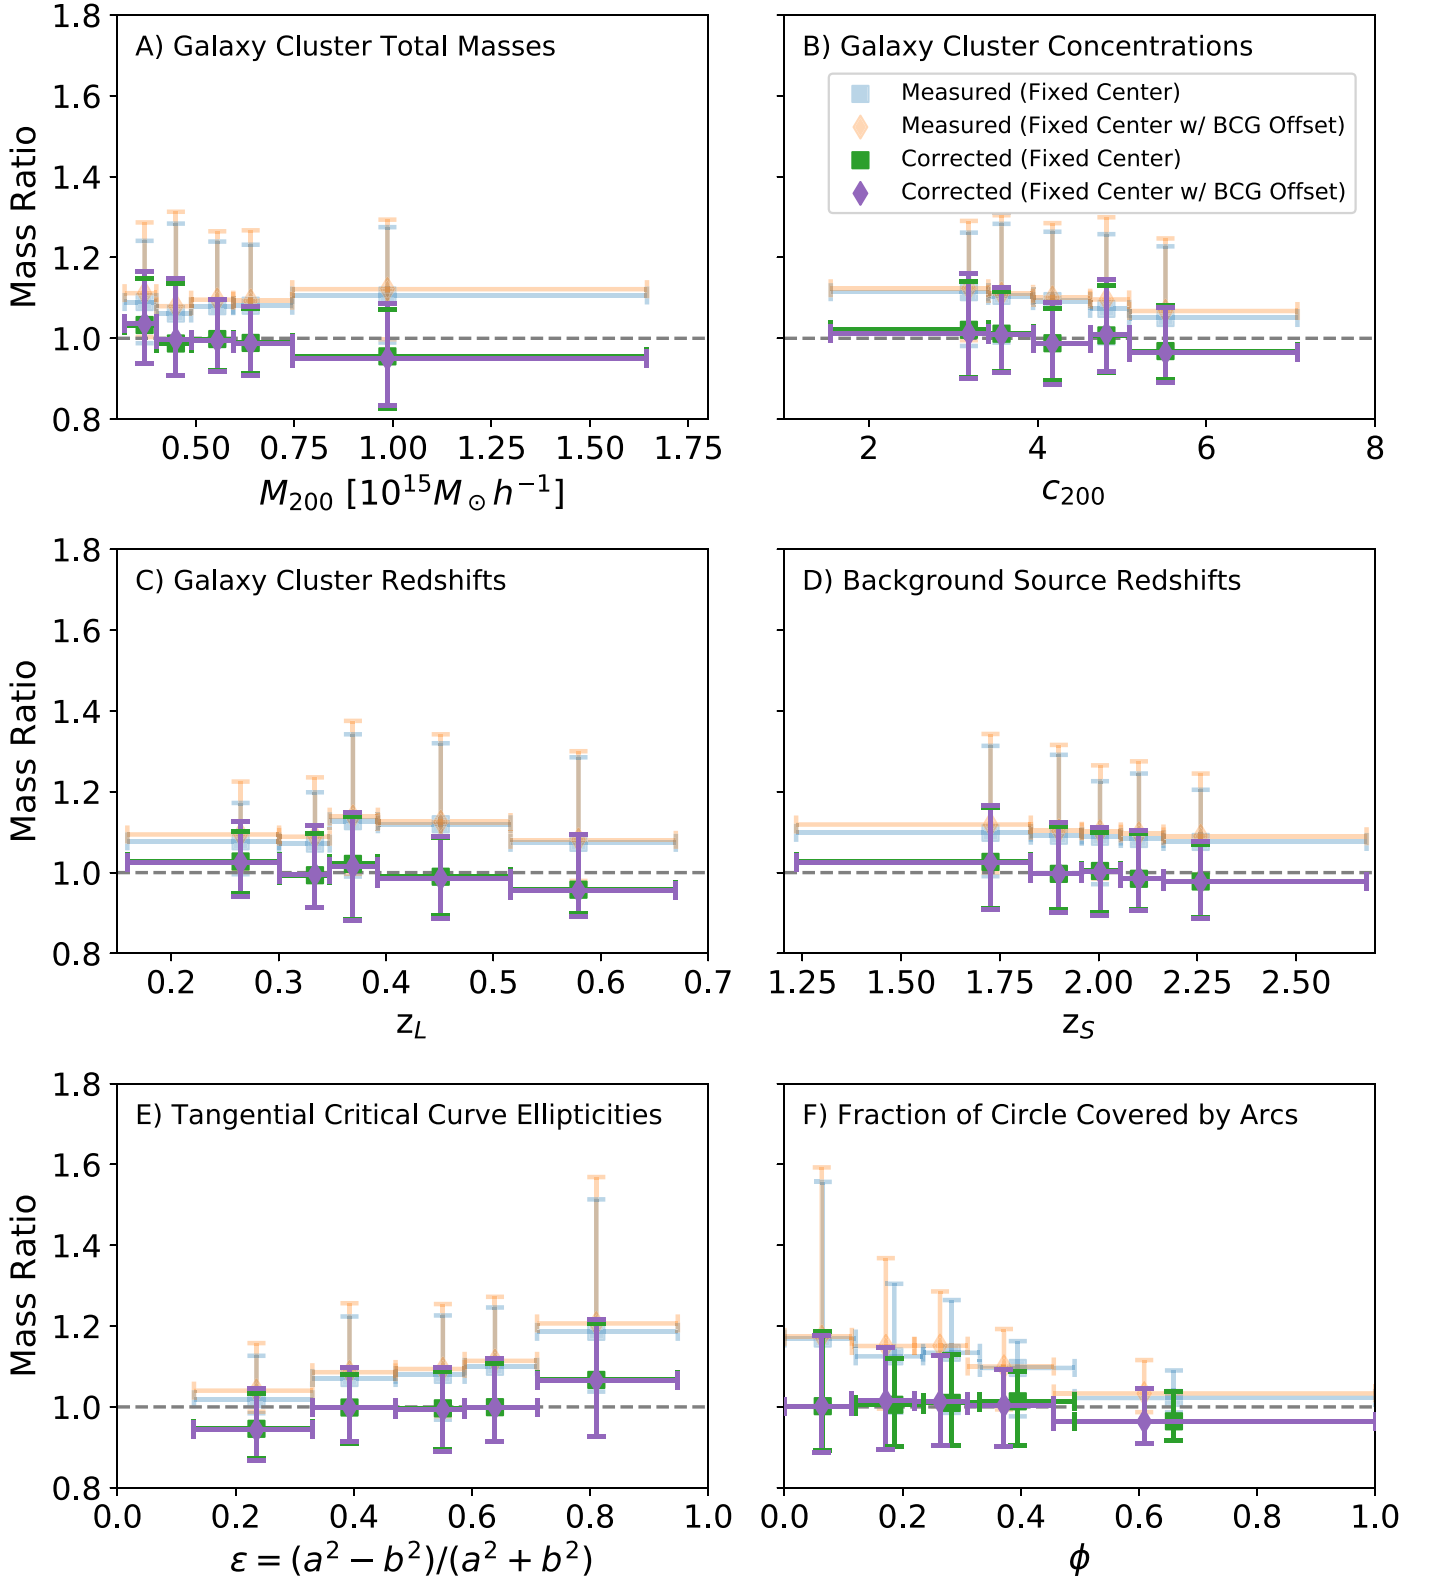 A) Galaxy Cluster Total Masses
Mass Ratio
1.8
1.6
1.4
1.2
1.0
0.8
0.50 0.75 1.00 1.25 1.50 1.75
M200 [10^15 M⊙ h^−1]
B) Galaxy Cluster Concentrations
Measured (Fixed Center)
Measured (Fixed Center w/ BCG Offset)
Corrected (Fixed Center)
Corrected (Fixed Center w/ BCG Offset)
2 4 6 8
c200
C) Galaxy Cluster Redshifts
Mass Ratio
1.8
1.6
1.4
1.2
1.0
0.8
0.2 0.3 0.4 0.5 0.6 0.7
zL
D) Background Source Redshifts
1.25 1.50 1.75 2.00 2.25 2.50
zS
E) Tangential Critical Curve Ellipticities
Mass Ratio
1.8
1.6
1.4
1.2
1.0
0.8
0.0 0.2 0.4 0.6 0.8 1.0
ε = (a² − b²)/(a² + b²)
F) Fraction of Circle Covered by Arcs
0.0 0.2 0.4 0.6 0.8 1.0
ϕ